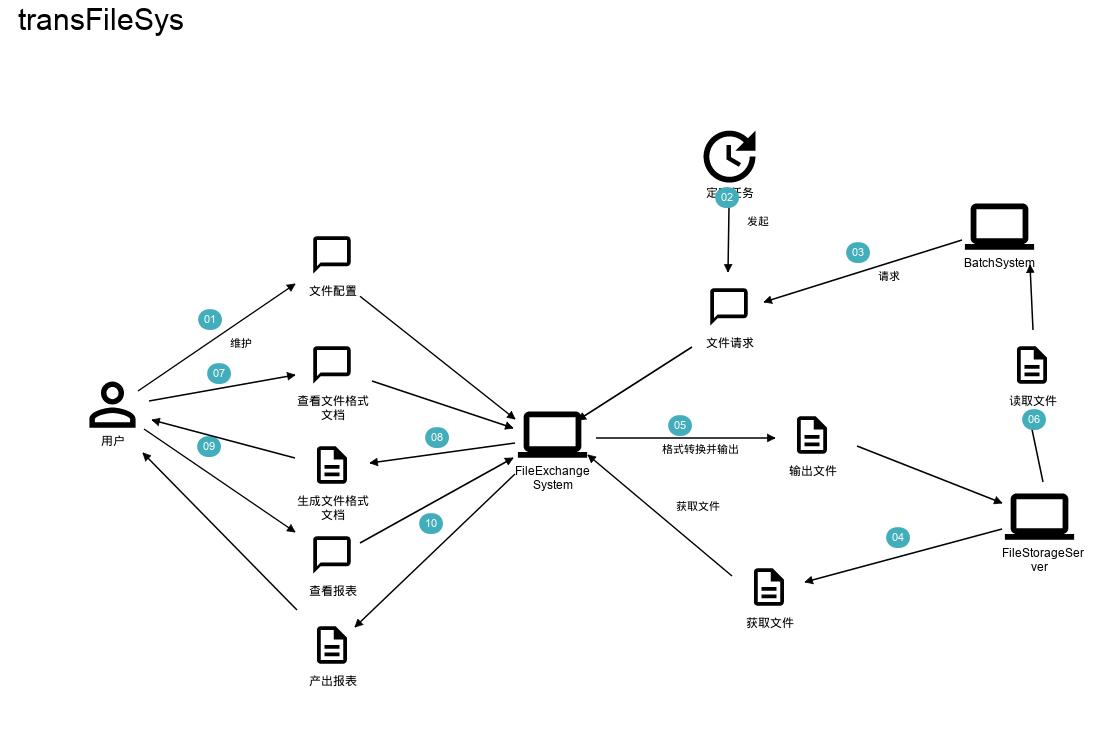 transFileSys
定时任务
02
发起
03
请求
BatchSystem
文件配置
01
维护
文件请求
07
查看文件格式
文档
读取文件
06
用户
09
08
05
格式转换并输出
输出文件
FileExchange
System
生成文件格式
文档
获取文件
10
04
FileStorageSer
ver
查看报表
获取文件
产出报表